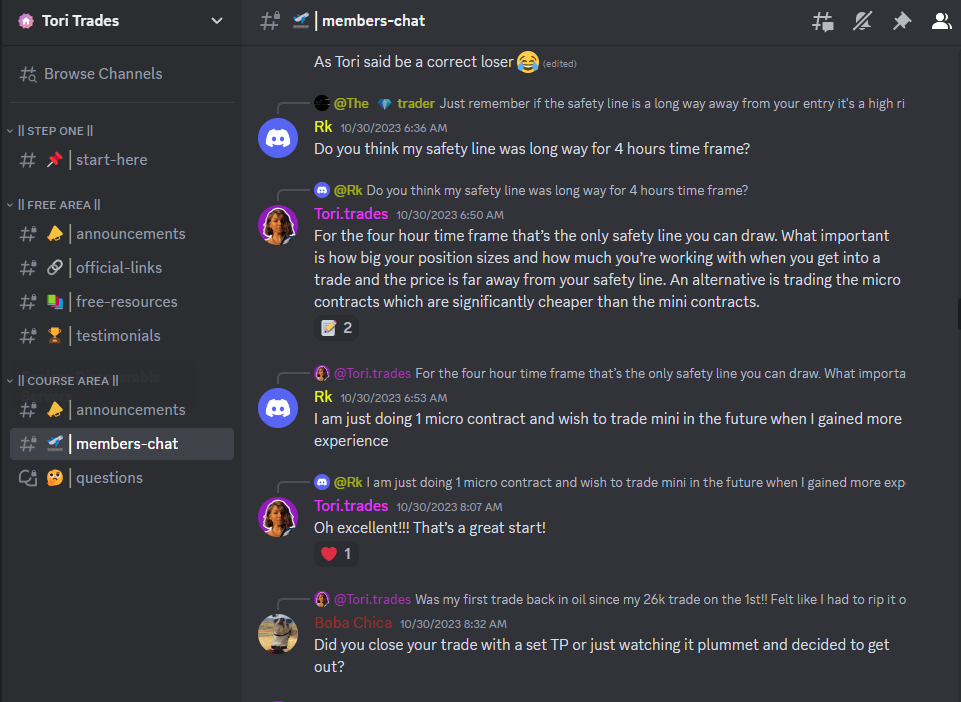 Tori Trades
members-chat
Browse Channels
|| STEP ONE ||
start-here
|| FREE AREA ||
announcements
official-links
free-resources
testimonials
|| COURSE AREA ||
announcements
members-chat
questions
As Tori said be a correct loser😂 (edited)
@The 💎 trader Just remember if the safety line is a long way away from your entry it's a high ri
Rk 10/30/2023 6:36 AM
Do you think my safety line was long way for 4 hours time frame?
@Rk Do you think my safety line was long way for 4 hours time frame?
Tori.trades 10/30/2023 6:50 AM
For the four hour time frame that's the only safety line you can draw. What important
is how big your position sizes and how much you're working with when you get into a
trade and the price is far away from your safety line. An alternative is trading the micro
contracts which are significantly cheaper than the mini contracts.
2
@Tori.trades For the four hour time frame that's the only safety line you can draw. What importa
Rk 10/30/2023 6:53 AM
I am just doing 1 micro contract and wish to trade mini in the future when I gained more
experience
@Rk I am just doing 1 micro contract and wish to trade mini in the future when I gained more exp
Tori.trades 10/30/2023 8:07 AM
Oh excellent!!! That's a great start!
1
@Tori.trades Was my first trade back in oil since my 26k trade on the 1st!! Felt like I had to rip it o
Boba Chica 10/30/2023 8:32 AM
Did you close your trade with a set TP or just watching it plummet and decided to get
out?